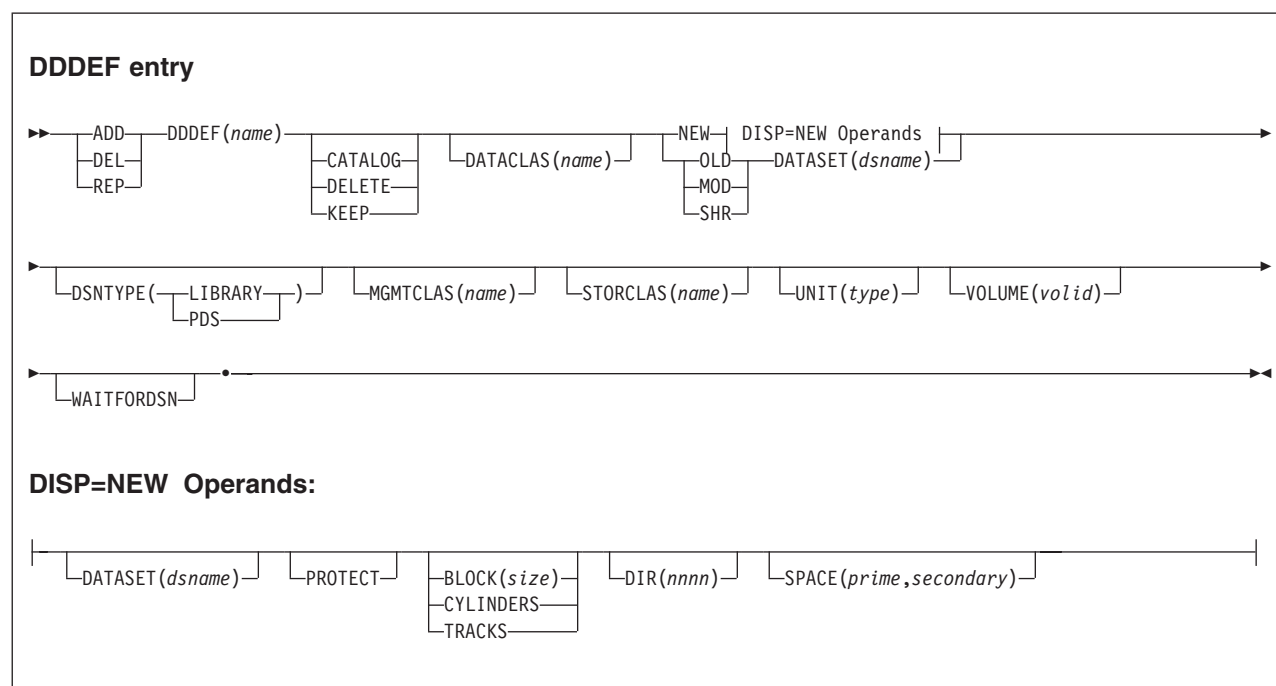 DDDEF entry
ADD DDDEF(name) NEW DISP=NEW Operands
DEL CATALOG DATACLAS(name) OLD DATASET(dsname)
REP DELETE MOD
KEEP SHR
DSNTYPE( LIBRARY ) MGMTCLAS(name) STORCLAS(name) UNIT(type) VOLUME(volid)
PDS
WAITFORDSN
DISP=NEW Operands:
DATASET(dsname) PROTECT BLOCK(size) DIR(nnnn) SPACE(prime,secondary)
CYLINDERS
TRACKS